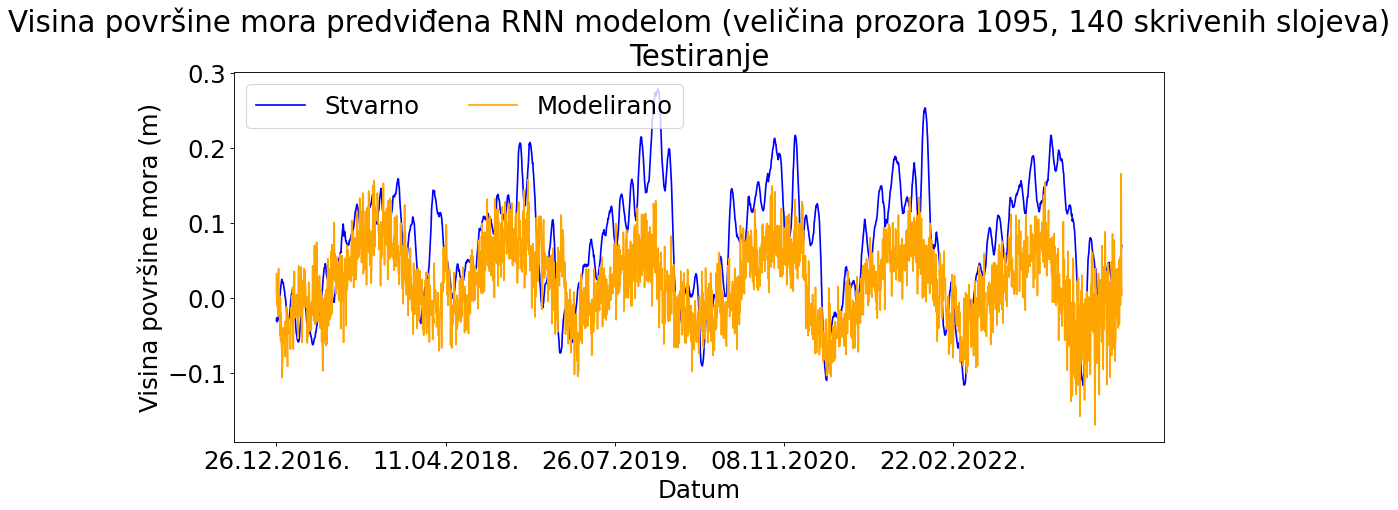 Visina površine mora predviđena RNN modelom (veličina prozora 1095, 140 skrivenih slojeva)
Testiranje
Stvarno Modelirano
Visina površine mora (m)
0.3
0.2
0.1
0.0
−0.1
26.12.2016. 11.04.2018. 26.07.2019. 08.11.2020. 22.02.2022.
Datum